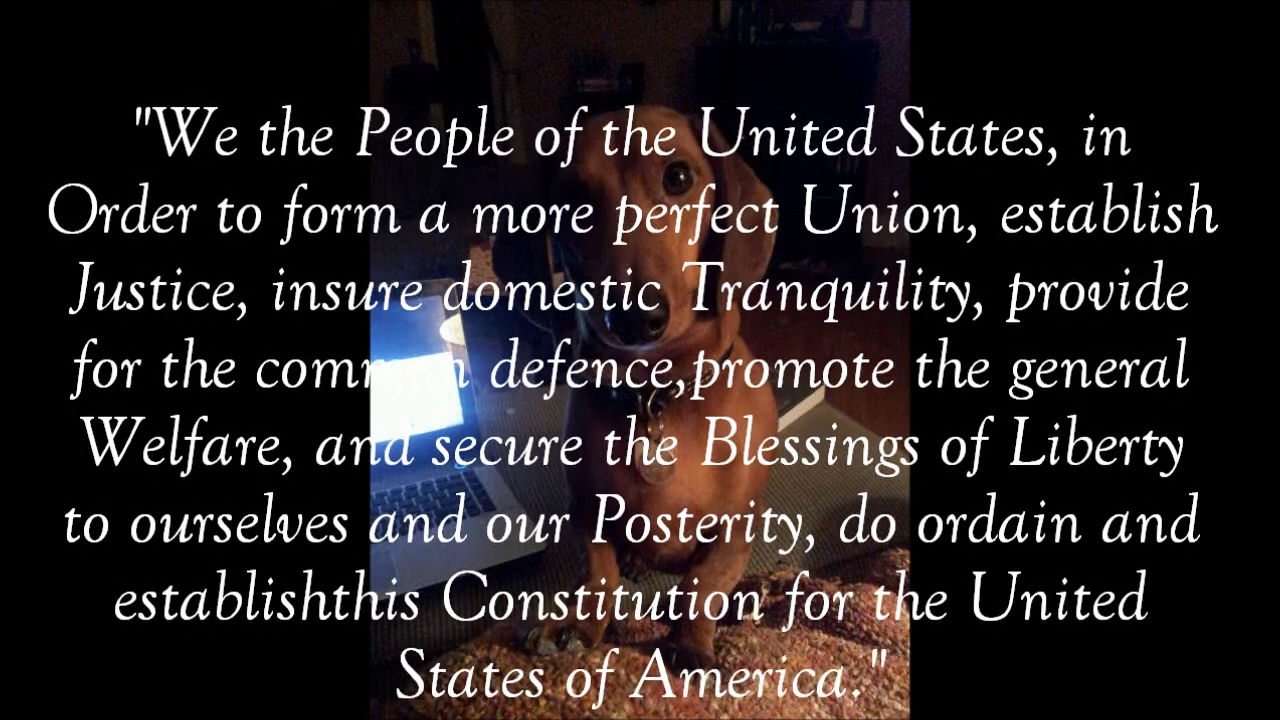 "We the People of the United States, in
Order to form a more perfect Union, establish
Justice, insure domestic Tranquility, provide
for the common defence,promote the general
Welfare, and secure the Blessings of Liberty
to ourselves and our Posterity, do ordain and
establishthis Constitution for the United
States of America."